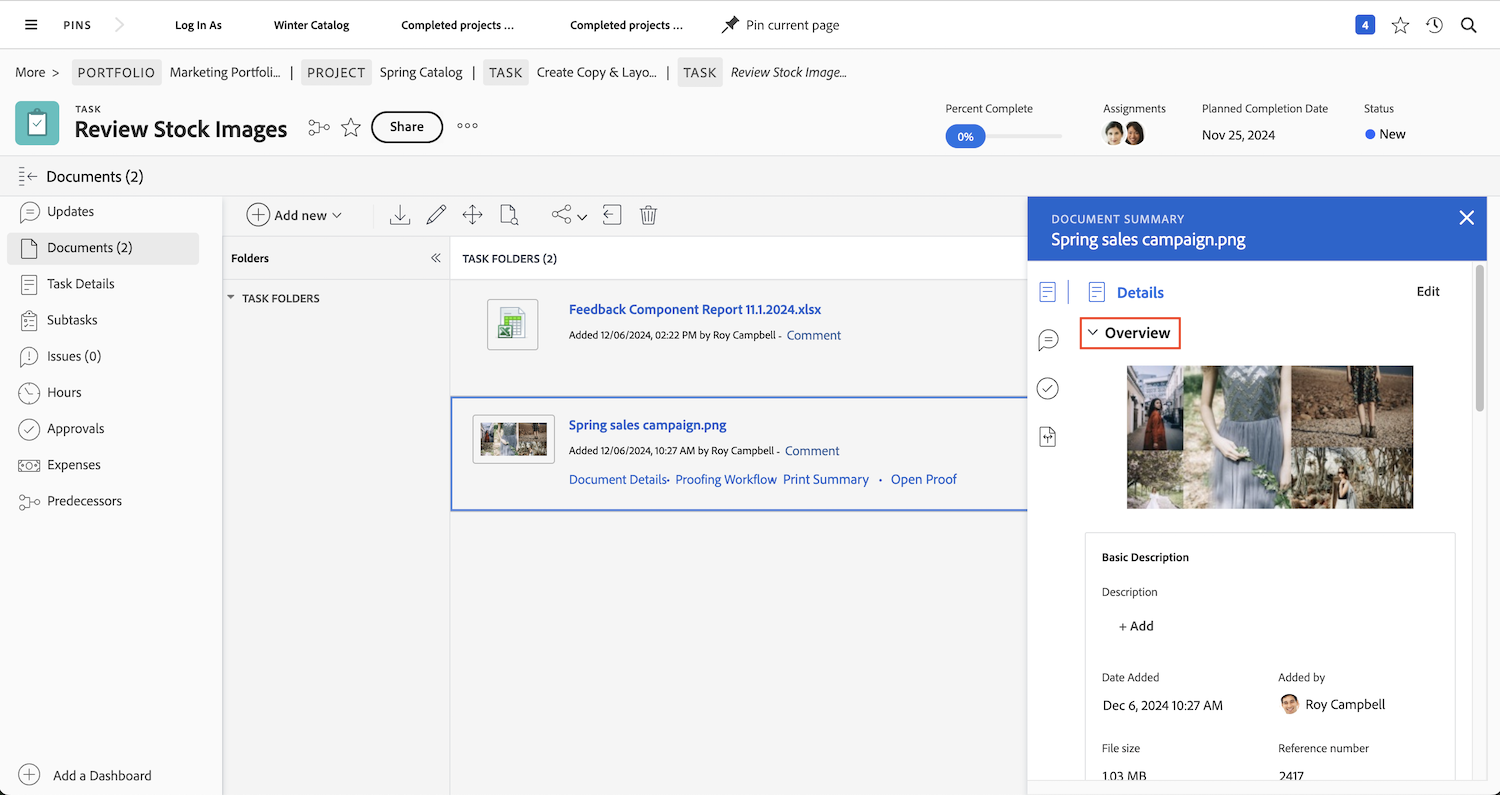 PINS Log In As Winter Catalog Completed projects ... Completed projects ... Pin current page 4
More > PORTFOLIO Marketing Portfoli... | PROJECT Spring Catalog | TASK Create Copy & Layo... | TASK Review Stock Image...
TASK
Review Stock Images Share
Percent Complete Assignments Planned Completion Date Status
0% Nov 25, 2024 New
Documents (2)
Updates
Documents (2)
Task Details
Subtasks
Issues (0)
Hours
Approvals
Expenses
Predecessors
Add a Dashboard
Add new
Folders
TASK FOLDERS
TASK FOLDERS (2)
Feedback Component Report 11.1.2024.xlsx
Added 12/06/2024, 02:22 PM by Roy Campbell - Comment
Spring sales campaign.png
Added 12/06/2024, 10:27 AM by Roy Campbell - Comment
Document Details• Proofing Workflow Print Summary • Open Proof
DOCUMENT SUMMARY
Spring sales campaign.png
Details Edit
Overview
Basic Description
Description
+ Add
Date Added Added by
Dec 6, 2024 10:27 AM Roy Campbell
File size Reference number
1.03 MB 2417